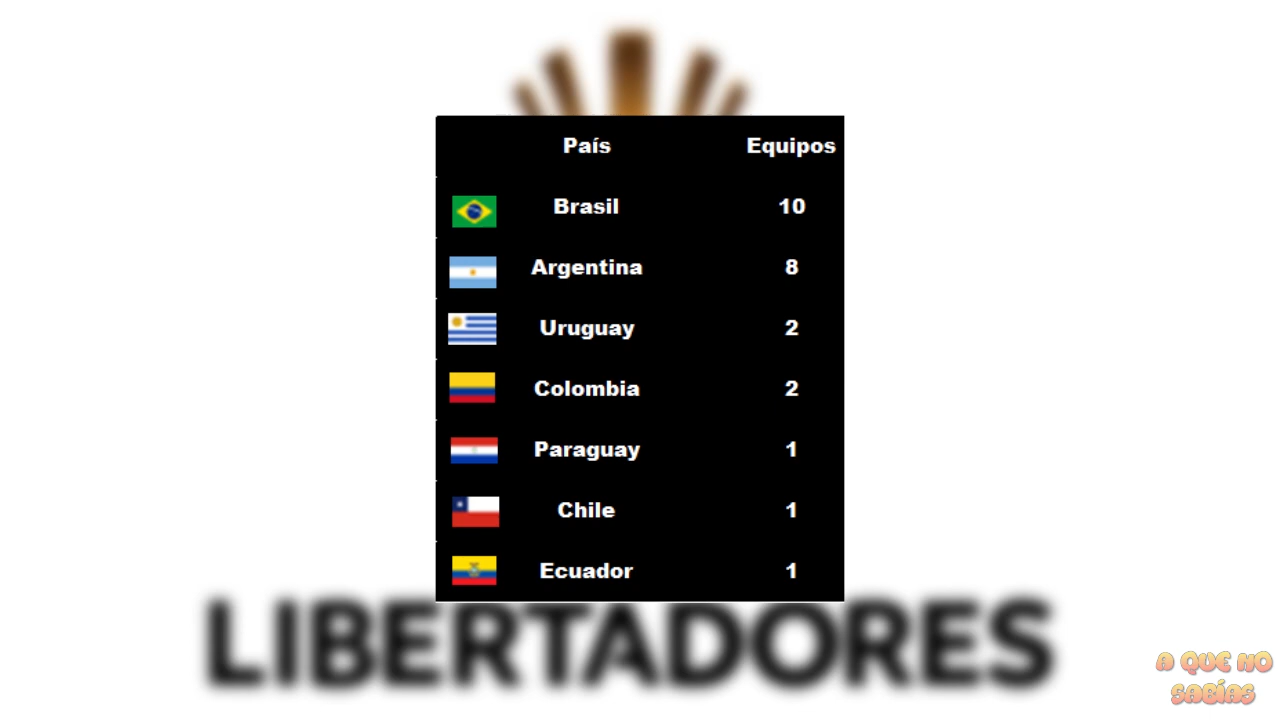 País Equipos
Brasil 10
Argentina 8
Uruguay 2
Colombia 2
Paraguay 1
Chile 1
Ecuador 1
LIBERTADORES
A QUE NO
SABÍAS